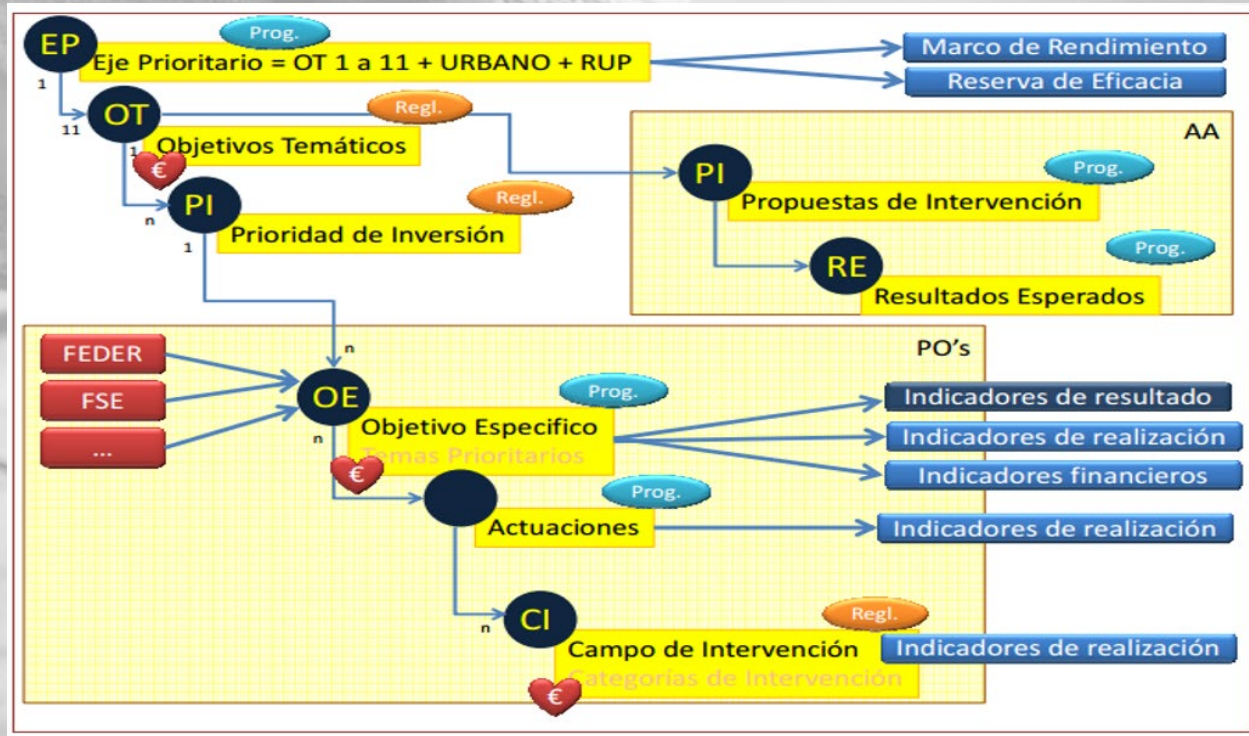 EP
Prog.
Eje Prioritario = OT 1 a 11 + URBANO + RUP
Marco de Rendimiento
Reserva de Eficacia
1
11
OT
Regl.
Objetivos Temáticos
1
€
n
PI
Regl.
Prioridad de Inversión
1
AA
PI
Prog.
Propuestas de Intervención
Prog.
RE
Resultados Esperados
PO's
FEDER
FSE
...
n
OE
Prog.
Objetivo Especifico
Temas Prioritarios
n
€
Indicadores de resultado
Indicadores de realización
Indicadores financieros
Prog.
Actuaciones
Indicadores de realización
n
CI
Regl.
Campo de Intervención
Categorías de Intervención
€
Indicadores de realización